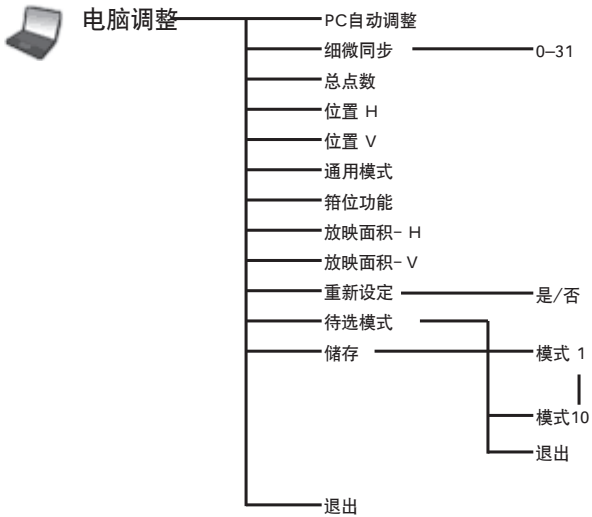 电脑调整
PC自动调整
细微同步
0–31
总点数
位置 H
位置 V
通用模式
箝位功能
放映面积- H
放映面积- V
重新设定
是/否
待选模式
储存
模式 1
模式10
退出
退出